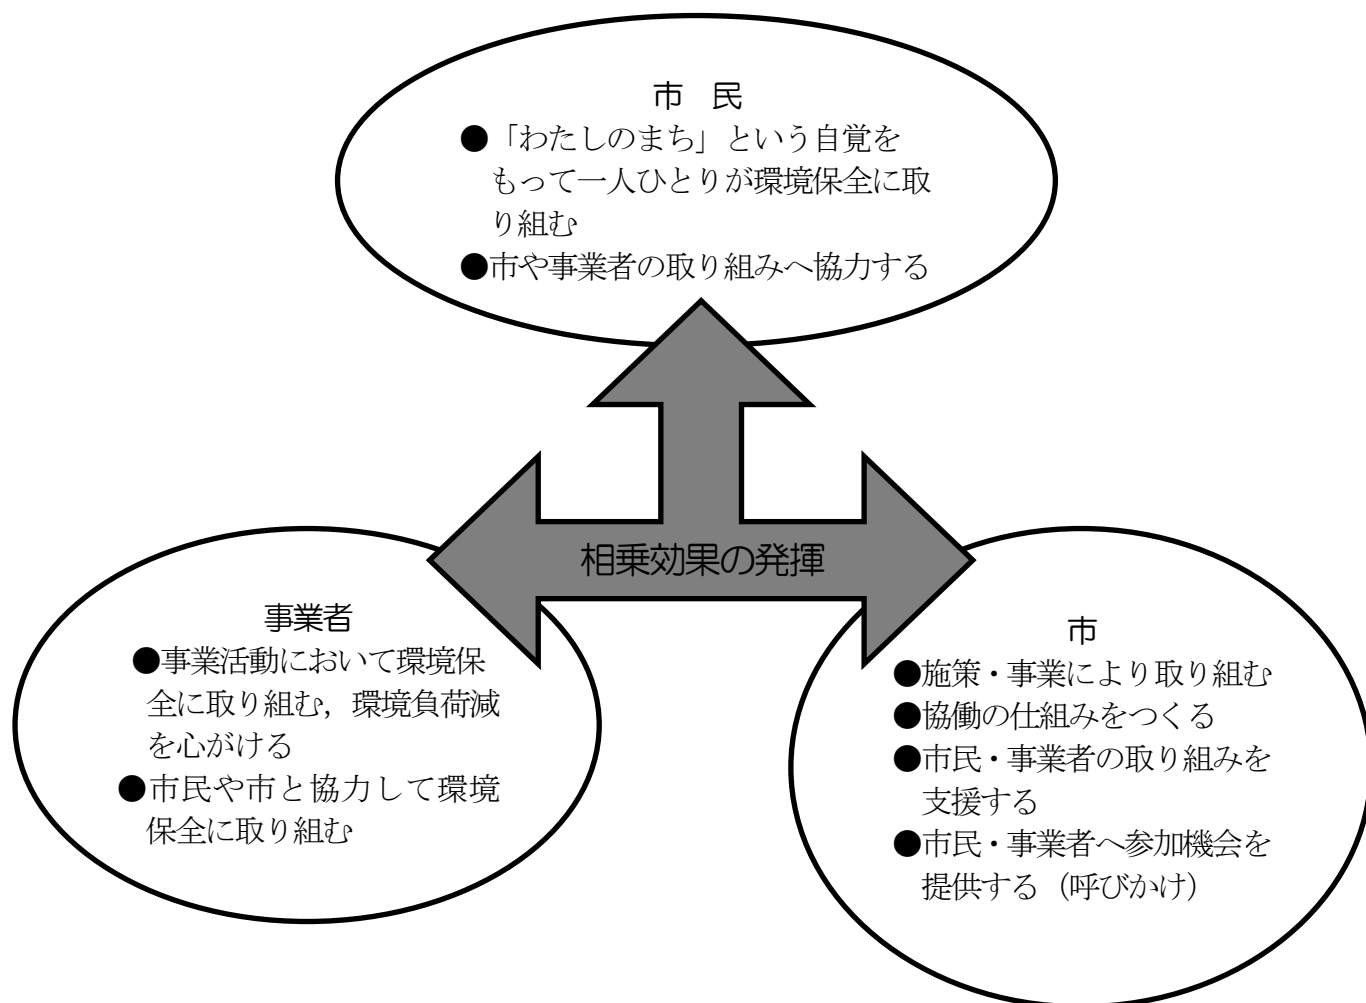 市　民
●「わたしのまち」という自覚を
もって一人ひとりが環境保全に取
り組む
●市や事業者の取り組みへ協力する
相乗効果の発揮
事業者
●事業活動において環境保
全に取り組む，環境負荷減
を心がける
●市民や市と協力して環境
保全に取り組む
市
●施策・事業により取り組む
●協働の仕組みをつくる
●市民・事業者の取り組みを
支援する
●市民・事業者へ参加機会を
提供する（呼びかけ）